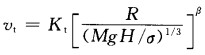 v_t = K_t [ R / (MgH/σ)^{1/3} ]^β